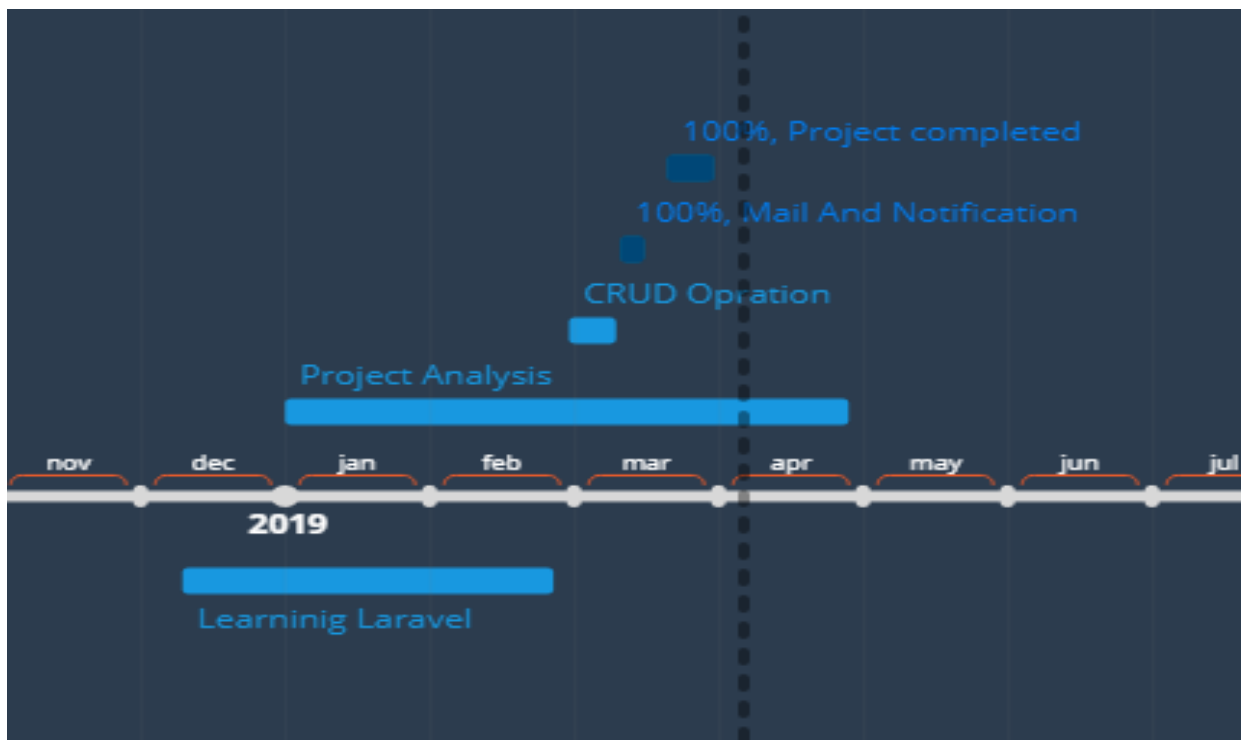 100%, Project completed
100%, Mail And Notification
CRUD Opration
Project Analysis
nov dec jan feb mar apr may jun jul
2019
Learninig Laravel